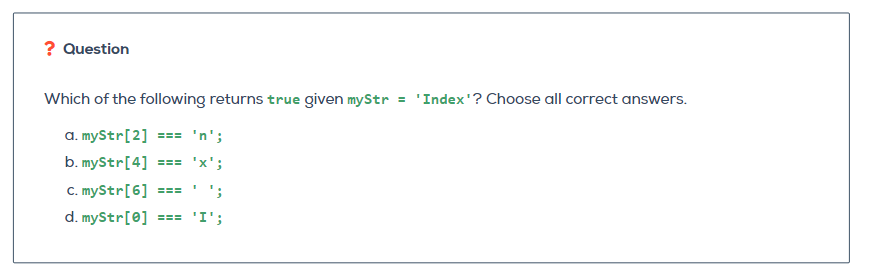 ❓ Question
Which of the following returns true given myStr = 'Index'? Choose all correct answers.
a. myStr[2] === 'n';
b. myStr[4] === 'x';
c. myStr[6] === ' ';
d. myStr[0] === 'I';